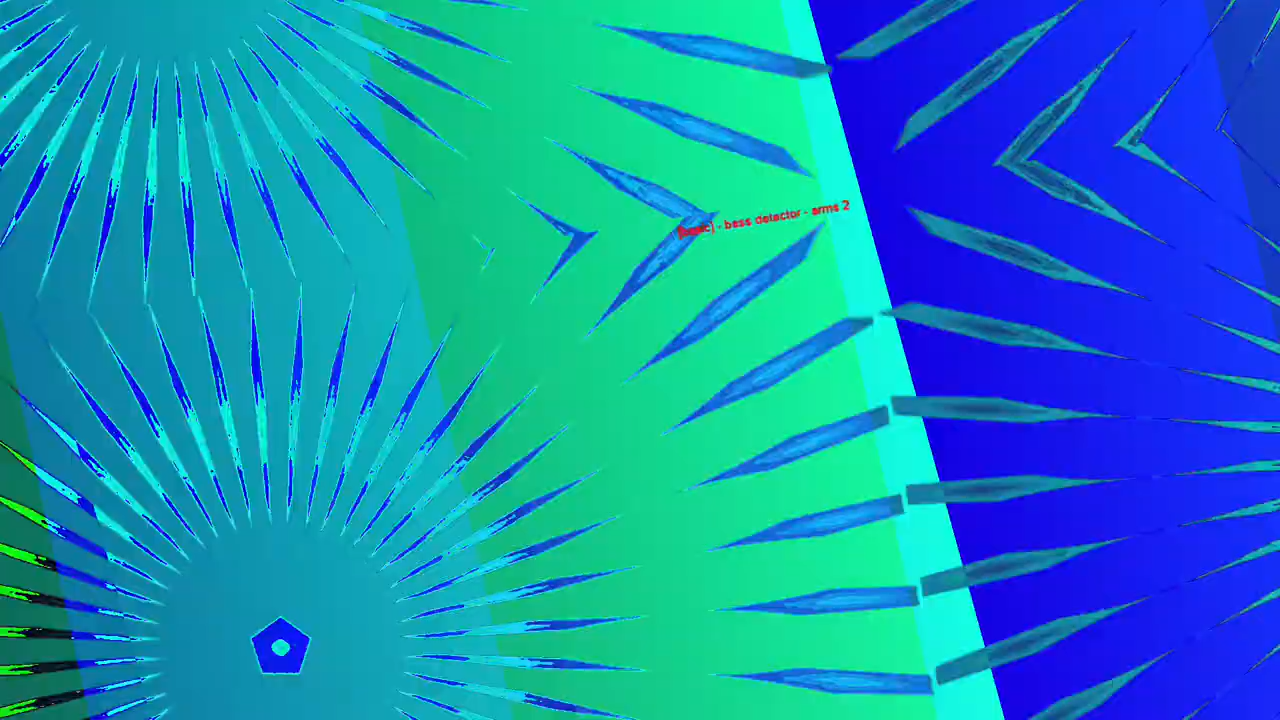 - bass detector - arms 2